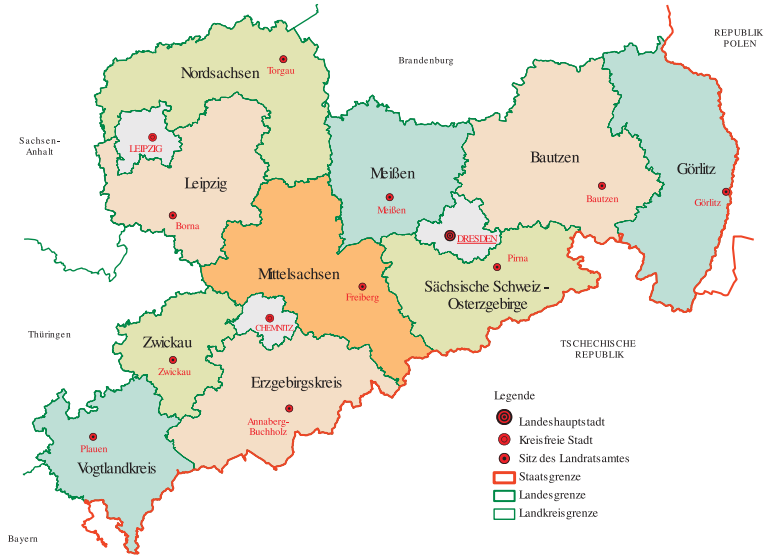 REPUBLIK
POLEN
Brandenburg
Nordsachsen
Torgau
Sachsen-
Anhalt
LEIPZIG
Leipzig
Borna
Meißen
Meißen
Bautzen
Bautzen
Görlitz
Görlitz
DRESDEN
Pirna
Sächsische Schweiz -
Osterzgebirge
Mittelsachsen
Freiberg
CHEMNITZ
Thüringen
Zwickau
Zwickau
TSCHECHISCHE
REPUBLIK
Erzgebirgskreis
Annaberg-
Buchholz
Plauen
Vogtlandkreis
Bayern
Legende
Landeshauptstadt
Kreisfreie Stadt
Sitz des Landratsamtes
Staatsgrenze
Landesgrenze
Landkreisgrenze